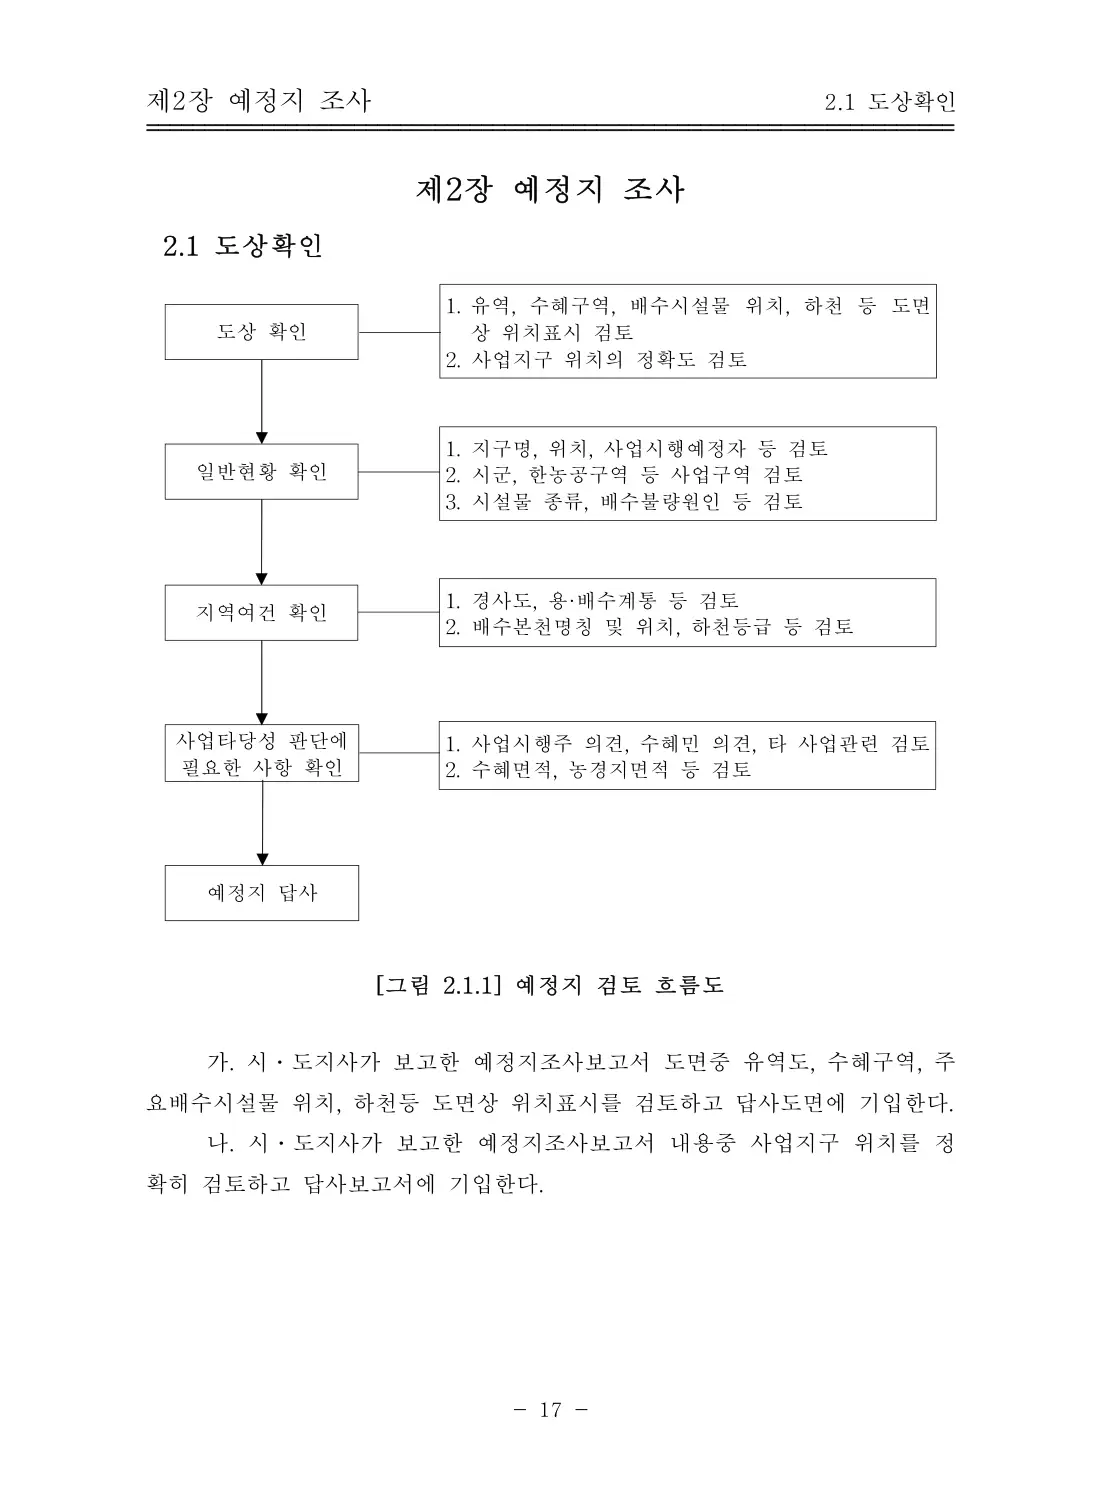 제2장 예정지 조사 2.1 도상확인
제2장 예정지 조사
2.1 도상확인
도상 확인
1. 유역, 수혜구역, 배수시설물 위치, 하천 등 도면
상 위치표시 검토
2. 사업지구 위치의 정확도 검토
일반현황 확인
1. 지구명, 위치, 사업시행예정자 등 검토
2. 시군, 한농공구역 등 사업구역 검토
3. 시설물 종류, 배수불량원인 등 검토
지역여건 확인
1. 경사도, 용·배수계통 등 검토
2. 배수본천명칭 및 위치, 하천등급 등 검토
사업타당성 판단에
필요한 사항 확인
1. 사업시행주 의견, 수혜민 의견, 타 사업관련 검토
2. 수혜면적, 농경지면적 등 검토
예정지 답사
[그림 2.1.1] 예정지 검토 흐름도
가. 시・도지사가 보고한 예정지조사보고서 도면중 유역도, 수혜구역, 주
요배수시설물 위치, 하천등 도면상 위치표시를 검토하고 답사도면에 기입한다.
나. 시・도지사가 보고한 예정지조사보고서 내용중 사업지구 위치를 정
확히 검토하고 답사보고서에 기입한다.
- 17 -